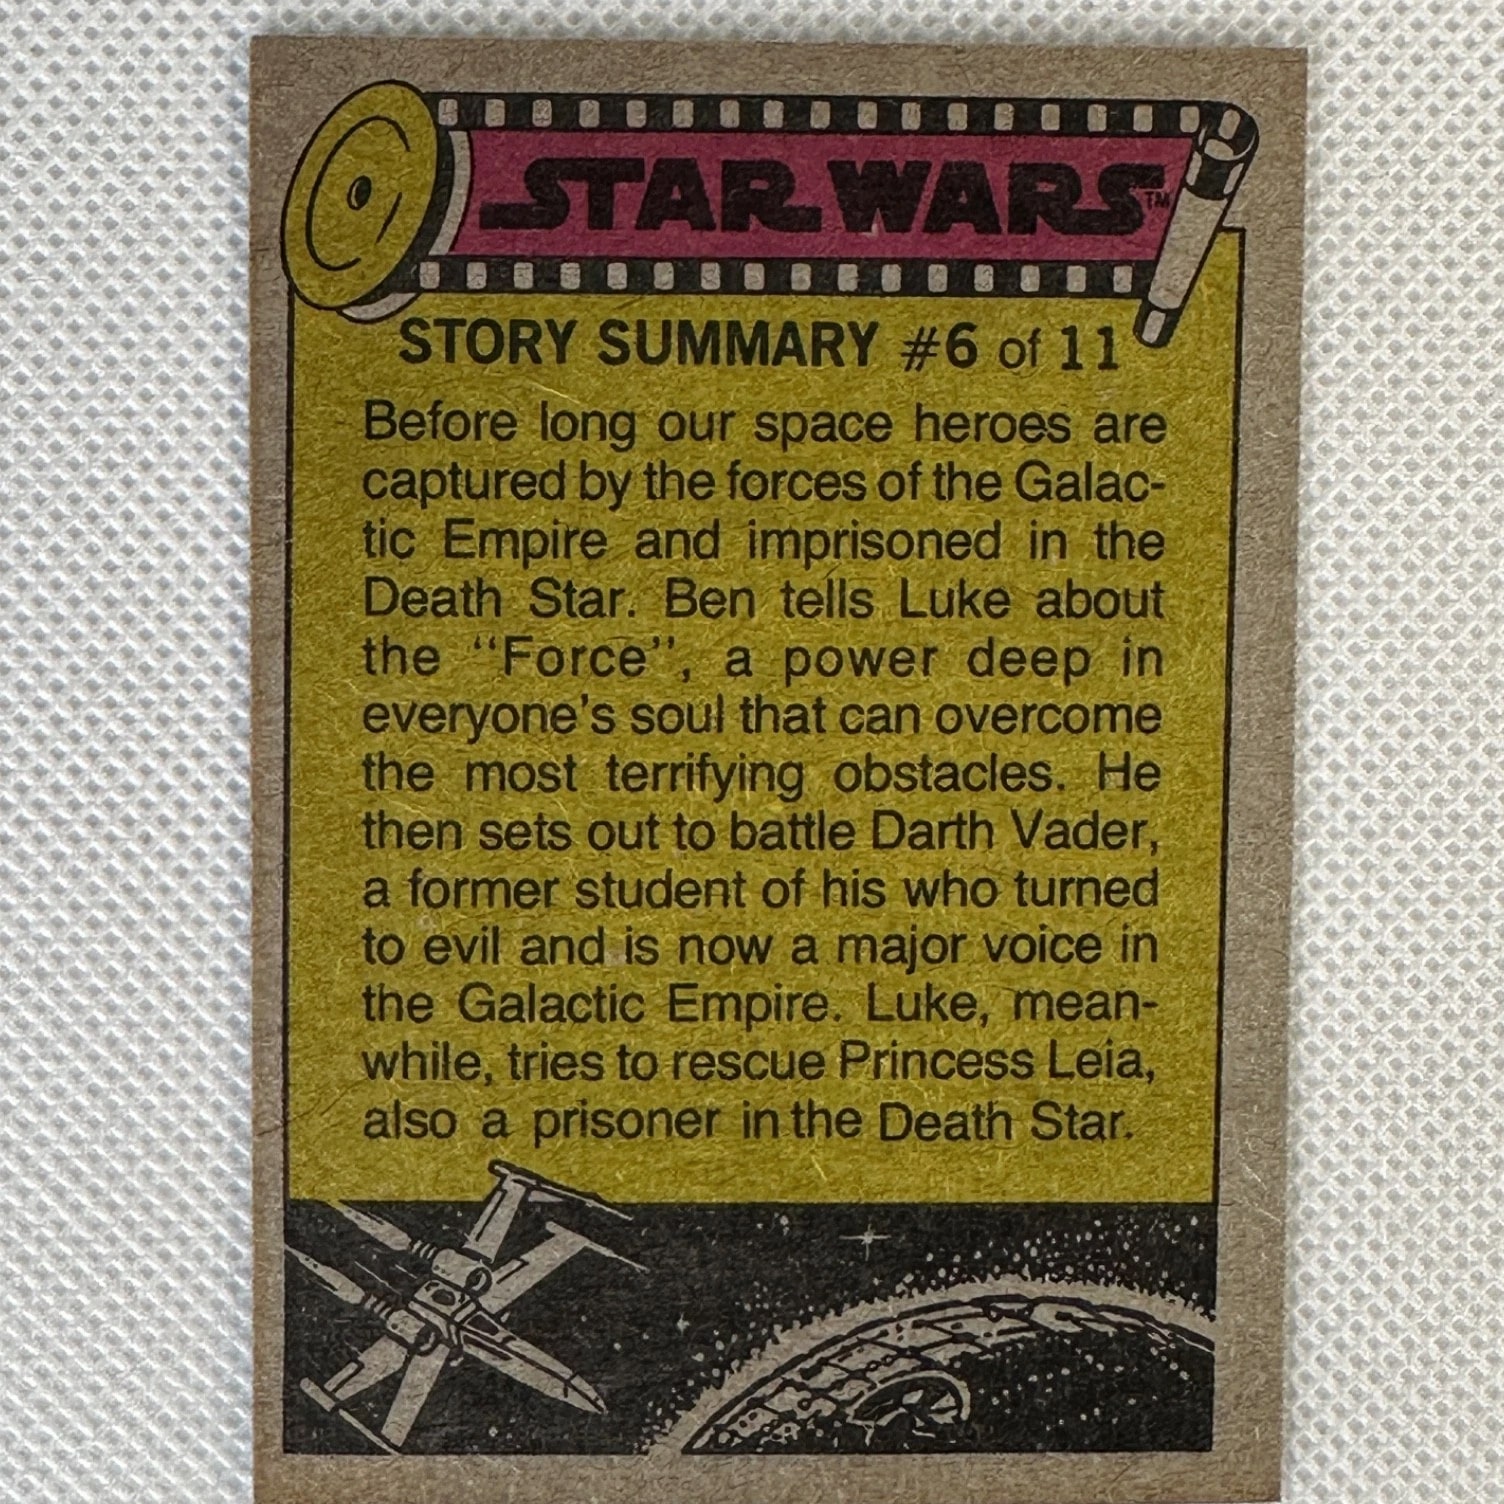 STAR WARS™
STORY SUMMARY #6 of 11
Before long our space heroes are
captured by the forces of the Galac-
tic Empire and imprisoned in the
Death Star. Ben tells Luke about
the "Force", a power deep in
everyone's soul that can overcome
the most terrifying obstacles. He
then sets out to battle Darth Vader,
a former student of his who turned
to evil and is now a major voice in
the Galactic Empire. Luke, mean-
while, tries to rescue Princess Leia,
also a prisoner in the Death Star.